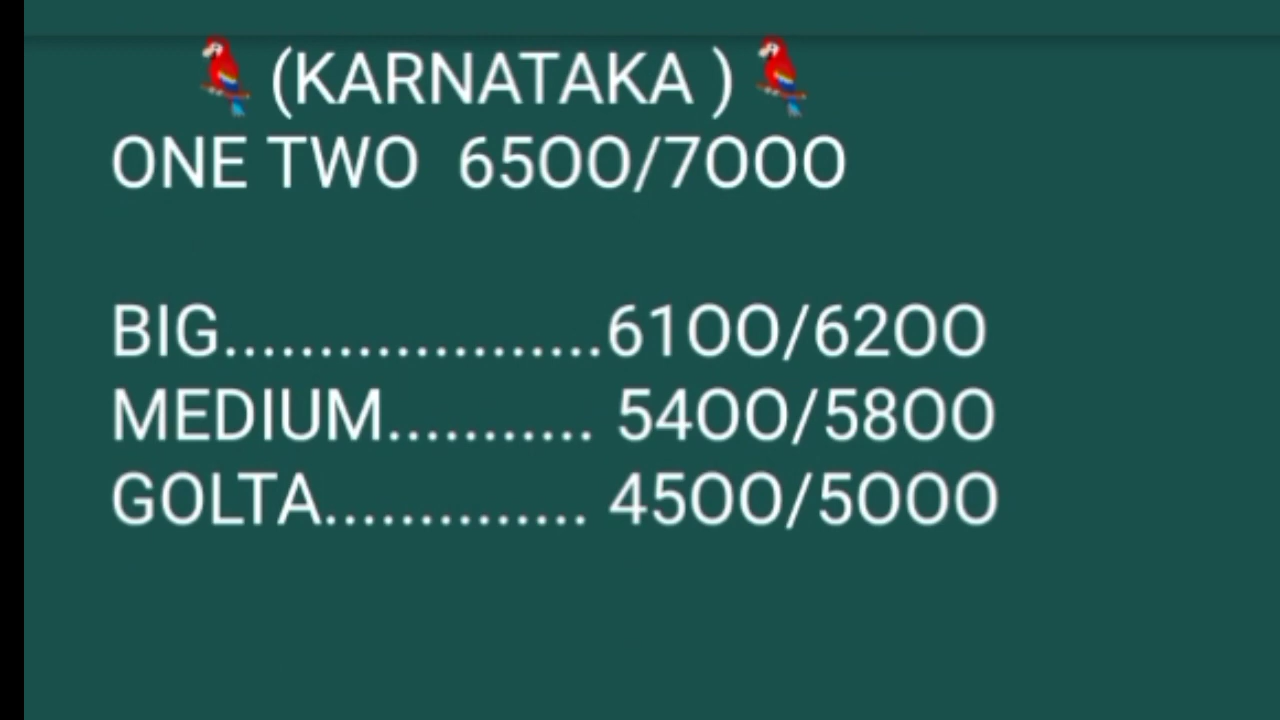 🦜 (KARNATAKA ) 🦜
ONE TWO  6500/7000
BIG....................6100/6200
MEDIUM........... 5400/5800
GOLTA.............. 4500/5000